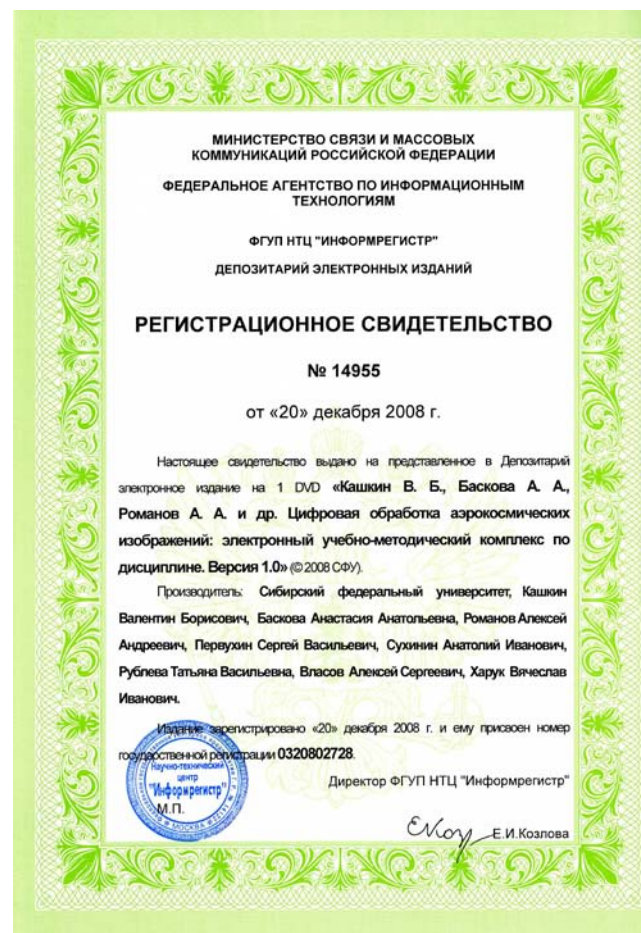 МИНИСТЕРСТВО СВЯЗИ И МАССОВЫХ
КОММУНИКАЦИЙ РОССИЙСКОЙ ФЕДЕРАЦИИ
ФЕДЕРАЛЬНОЕ АГЕНТСТВО ПО ИНФОРМАЦИОННЫМ
ТЕХНОЛОГИЯМ
ФГУП НТЦ "ИНФОРМРЕГИСТР"
ДЕПОЗИТАРИЙ ЭЛЕКТРОННЫХ ИЗДАНИЙ
РЕГИСТРАЦИОННОЕ СВИДЕТЕЛЬСТВО
№ 14955
от «20» декабря 2008 г.
Настоящее свидетельство выдано на представленное в Депозитарий
электронное издание на 1 DVD «Кашкин В. Б., Баскова А. А.,
Романов А. А. и др. Цифровая обработка аэрокосмических
изображений: электронный учебно-методический комплекс по
дисциплине. Версия 1.0» (© 2008 СФУ).
Производитель: Сибирский федеральный университет, Кашкин
Валентин Борисович, Баскова Анастасия Анатольевна, Романов Алексей
Андреевич, Первухин Сергей Васильевич, Сухинин Анатолий Иванович,
Рублева Татьяна Васильевна, Власов Алексей Сергеевич, Харук Вячеслав
Иванович.
Издание зарегистрировано «20» декабря 2008 г. и ему присвоен номер
государственной регистрации 0320802728.
Директор ФГУП НТЦ "Информрегистр"
Научно-технический
центр
"Информрегистр"
МОСКВА
М.П.
Е.И.Козлова